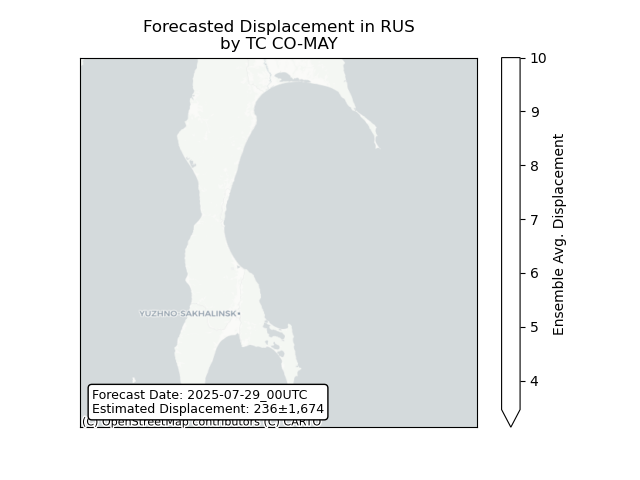 Forecasted Displacement in RUS
by TC CO-MAY
10
9
8
7
6
5
4
Ensemble Avg. Displacement
YUZHNO SAKHALINSK
Forecast Date: 2025-07-29_00UTC
Estimated Displacement: 236±1,674
(C) OpenStreetMap contributors (C) CARTO